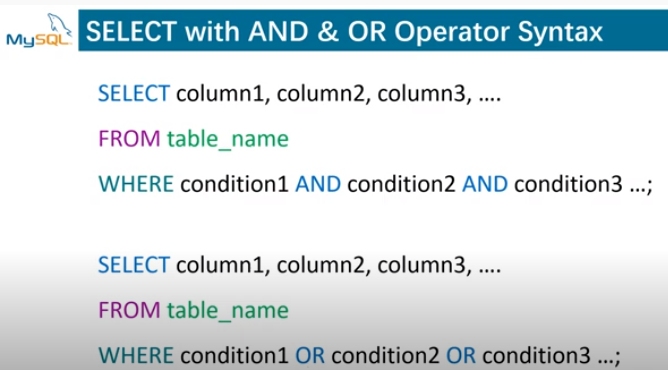 MySQL
SELECT with AND & OR Operator Syntax
SELECT column1, column2, column3, ….
FROM table_name
WHERE condition1 AND condition2 AND condition3 …;
SELECT column1, column2, column3, ….
FROM table_name
WHERE condition1 OR condition2 OR condition3 …;